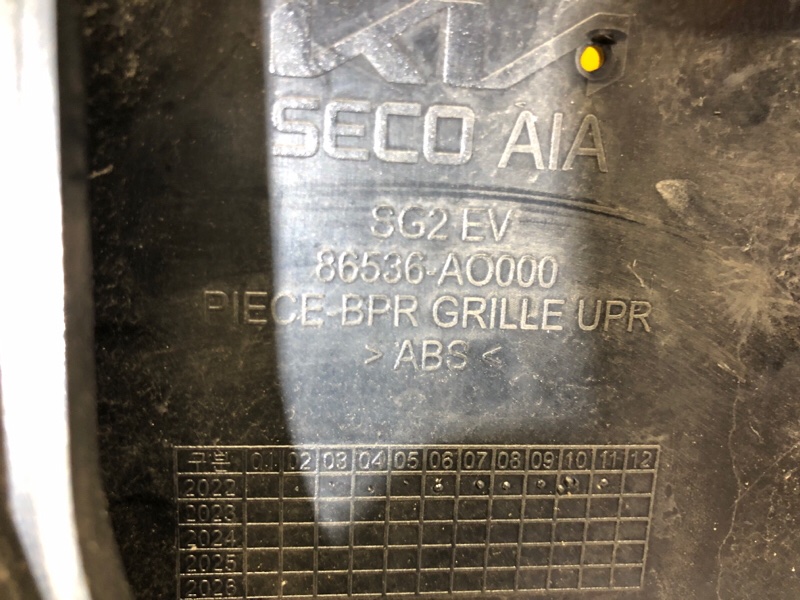 KIA
SECO AIA
SG2 EV
86536-AO000
PIECE-BPR GRILLE UPR
> ABS <
구분 01 02 03 04 05 06 07 08 09 10 11 12
2022
2023
2024
2025
2026